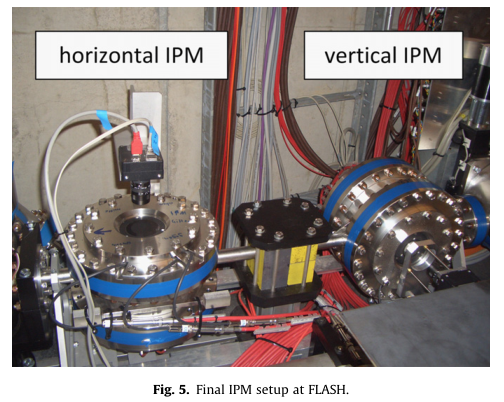 horizontal IPM
vertical IPM
Fig. 5. Final IPM setup at FLASH.